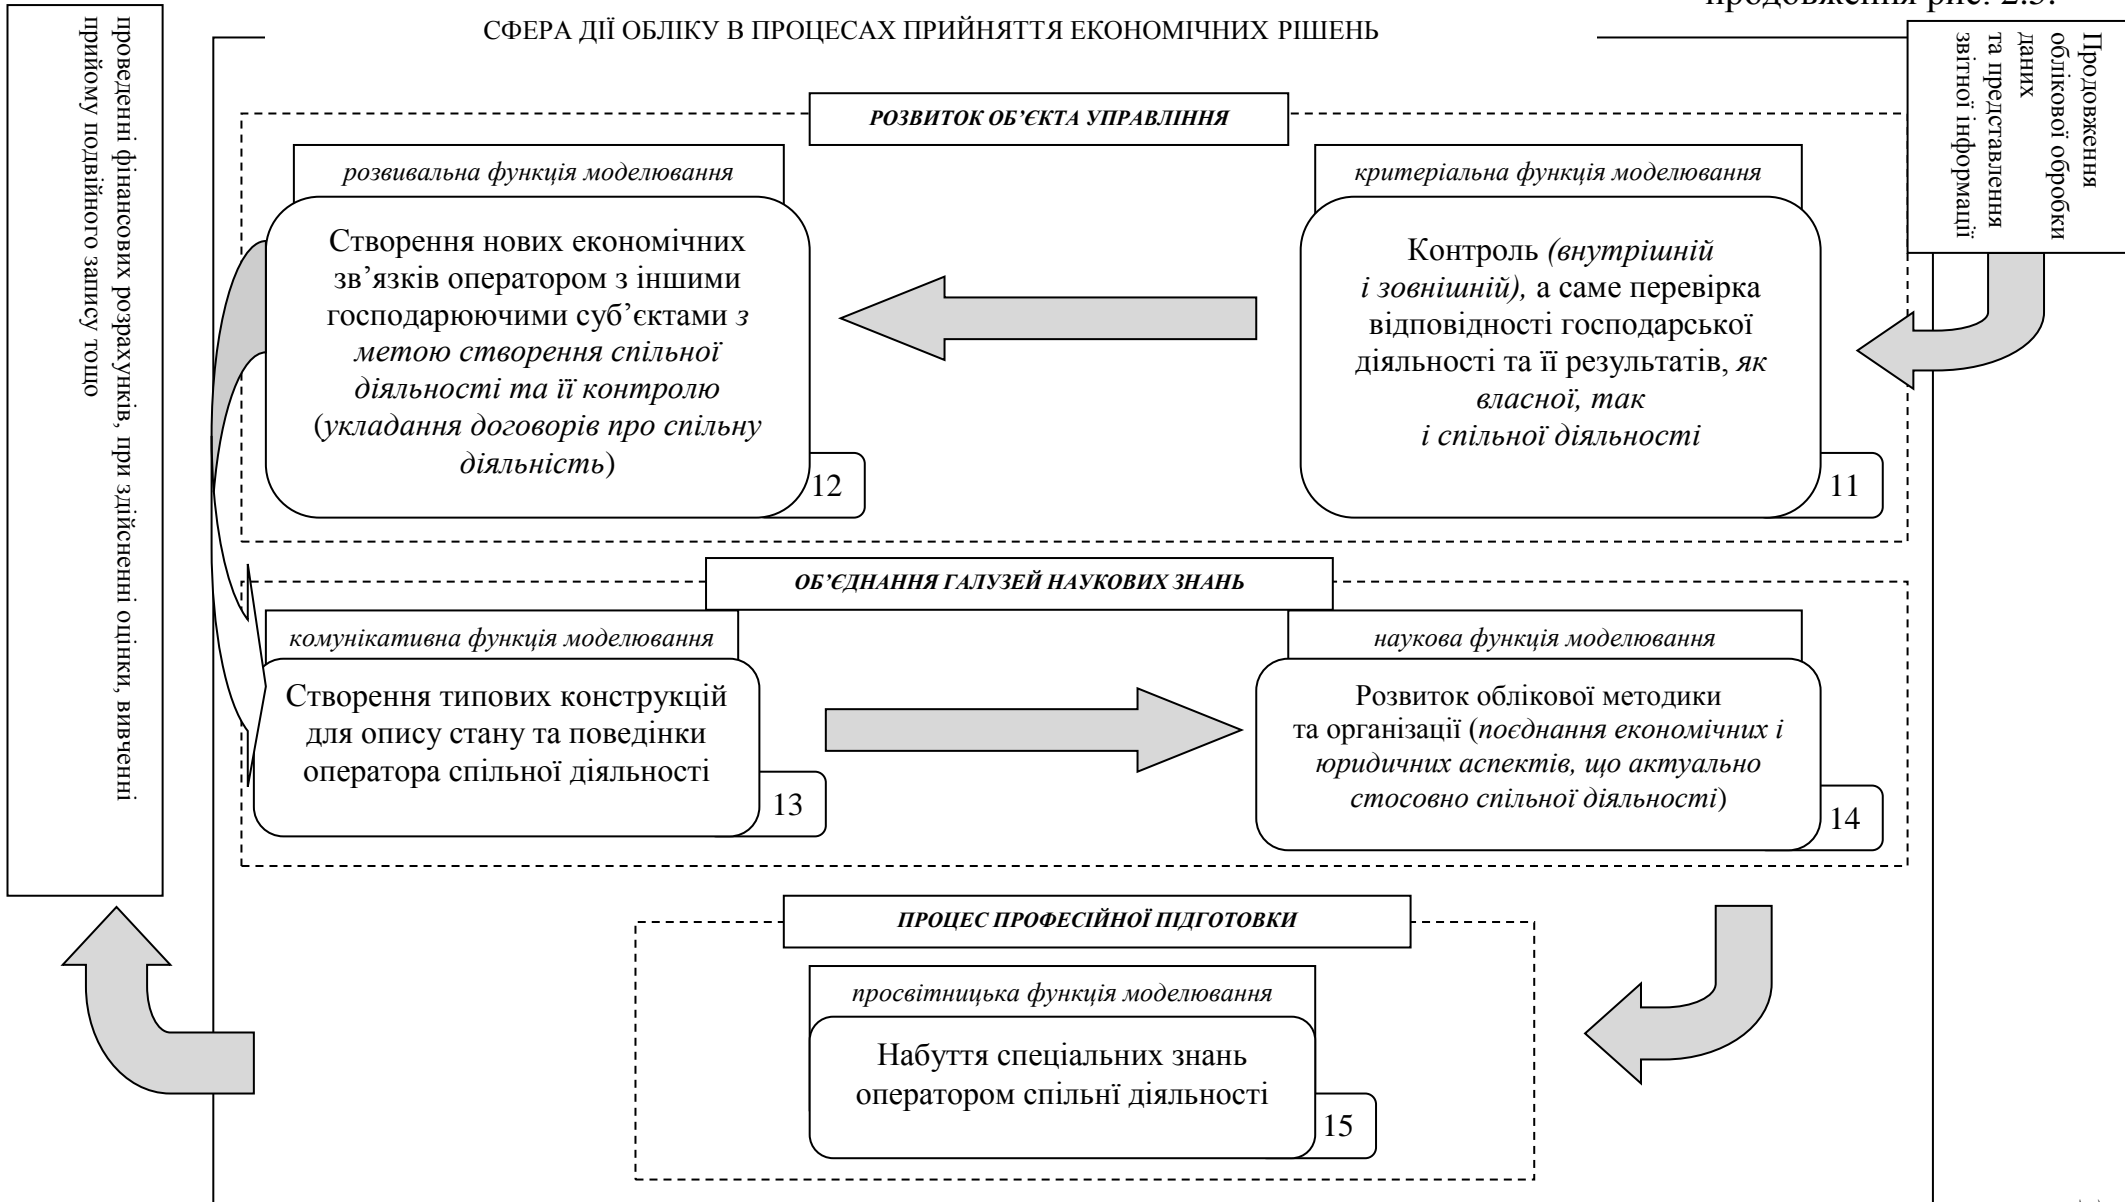 продовження рис. 2.3.
СФЕРА ДІЇ ОБЛІКУ В ПРОЦЕСАХ ПРИЙНЯТТЯ ЕКОНОМІЧНИХ РІШЕНЬ
Продовження
облікової обробки
даних
та представлення
звітної інформації
РОЗВИТОК ОБ’ЄКТА УПРАВЛІННЯ
критеріальна функція моделювання
Контроль (внутрішній
і зовнішній), а саме перевірка
відповідності господарської
діяльності та її результатів, як
власної, так
і спільної діяльності
11
розвивальна функція моделювання
Створення нових економічних
зв’язків оператором з іншими
господарюючими суб’єктами з
метою створення спільної
діяльності та її контролю
(укладання договорів про спільну
діяльність)
12
ОБ’ЄДНАННЯ ГАЛУЗЕЙ НАУКОВИХ ЗНАНЬ
комунікативна функція моделювання
Створення типових конструкцій
для опису стану та поведінки
оператора спільної діяльності
13
наукова функція моделювання
Розвиток облікової методики
та організації (поєднання економічних і
юридичних аспектів, що актуально
стосовно спільної діяльності)
14
ПРОЦЕС ПРОФЕСІЙНОЇ ПІДГОТОВКИ
просвітницька функція моделювання
Набуття спеціальних знань
оператором спільнї діяльності
15
проведенні фінансових розрахунків, при здійсненні оцінки, вивченні
прийому подвійного запису тощо